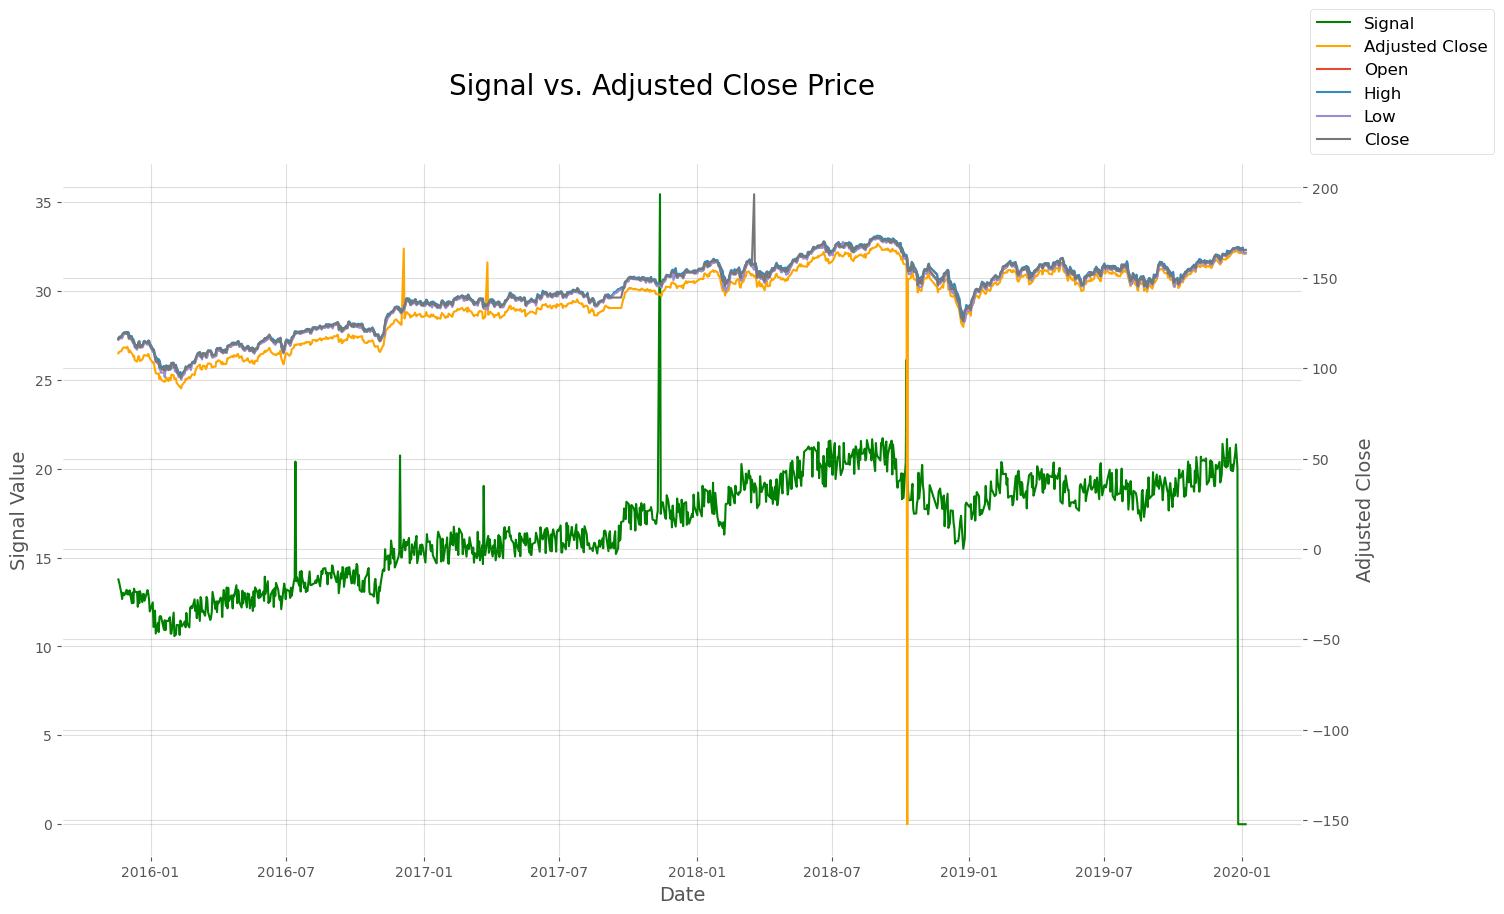 Signal
Adjusted Close
Open
High
Low
Close
Signal vs. Adjusted Close Price
35
30
25
20
15
10
5
0
Signal Value
200
150
100
50
0
−50
−100
−150
Adjusted Close
2016-01
2016-07
2017-01
2017-07
2018-01
2018-07
2019-01
2019-07
2020-01
Date